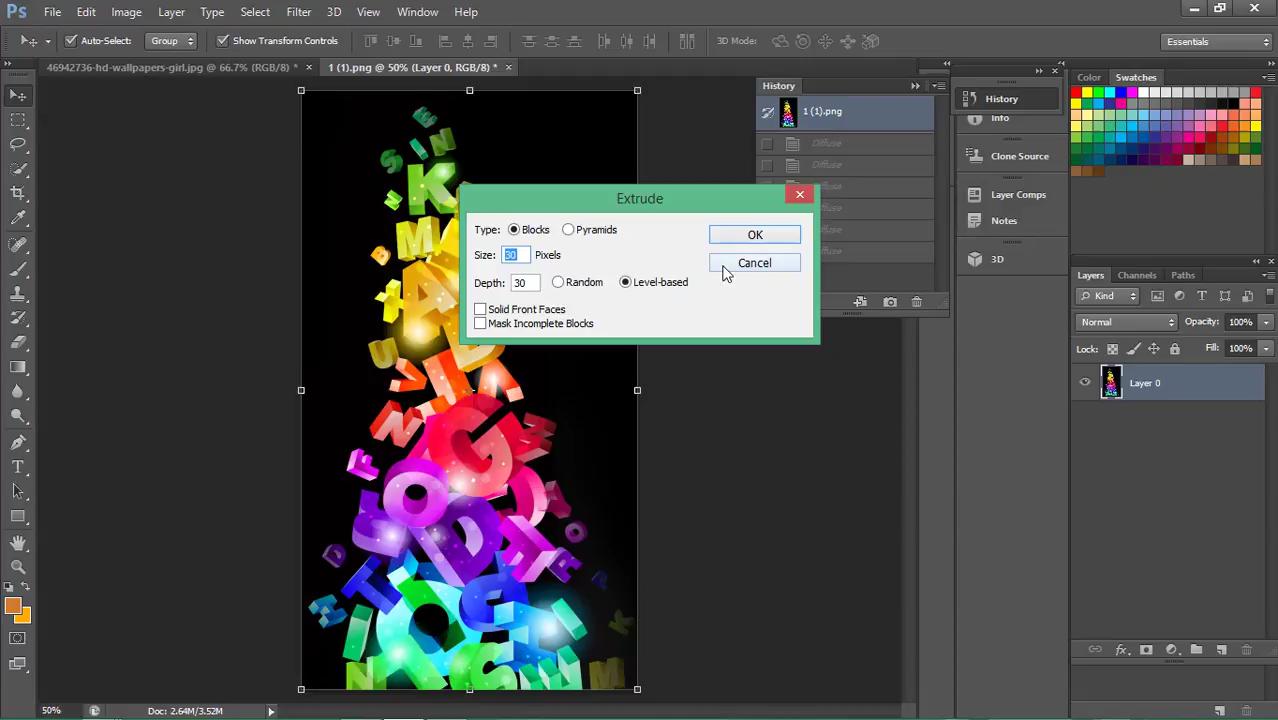 Ps File Edit Image Layer Type Select Filter 3D View Window Help
Auto-Select: Group Show Transform Controls 3D Mode: Essentials
46942736-hd-wallpapers-girl.jpg @ 66.7% (RGB/8) * × 1 (1).png @ 50% (Layer 0, RGB/8) * ×
History
1 (1).png
Diffuse
Diffuse
Extrude
Type: Blocks Pyramids
OK
Size: 30 Pixels
Cancel
Depth: 30 Random Level-based
Solid Front Faces
Mask Incomplete Blocks
History
Info
Clone Source
Layer Comps
Notes
3D
Color Swatches
Layers Channels Paths
Kind
Normal Opacity: 100%
Lock: Fill: 100%
Layer 0
S I N
K
M
A
U
G
F
O
D
50% Doc: 2.64M/3.52M